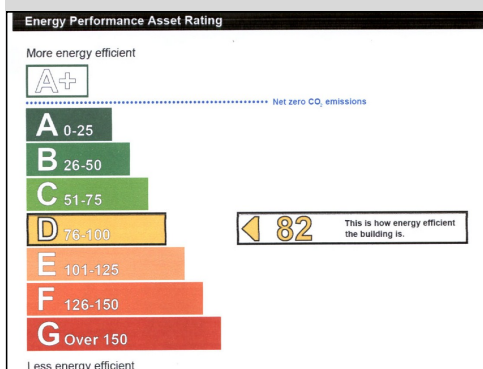 Energy Performance Asset Rating
More energy efficient
A+
Net zero CO₂ emissions
A 0-25
B 26-50
C 51-75
D 76-100
82 This is how energy efficient
the building is.
E 101-125
F 126-150
G Over 150
Less energy efficient